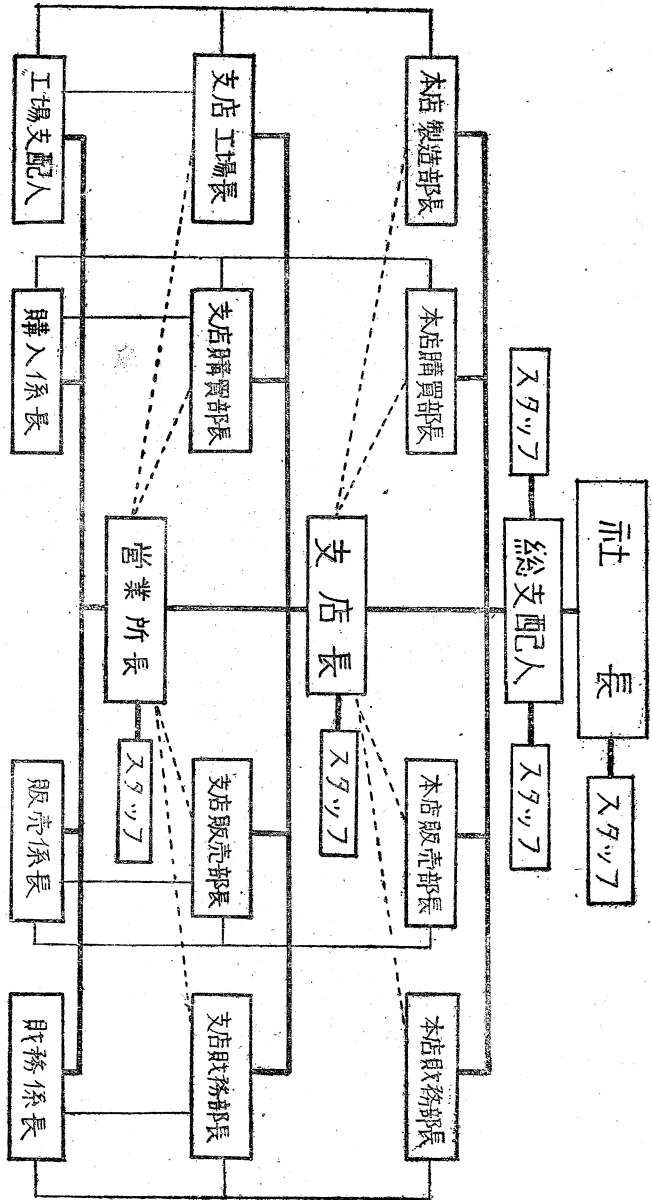 社長
スタッフ
総支配人
スタッフ
スタッフ
本店製造部長
本店購買部長
本店販売部長
本店財務部長
支店長
スタッフ
支店工場長
支店購買部長
支店販売部長
支店財務部長
営業所長
スタッフ
工場支配人
購入係長
販売係長
財務係長